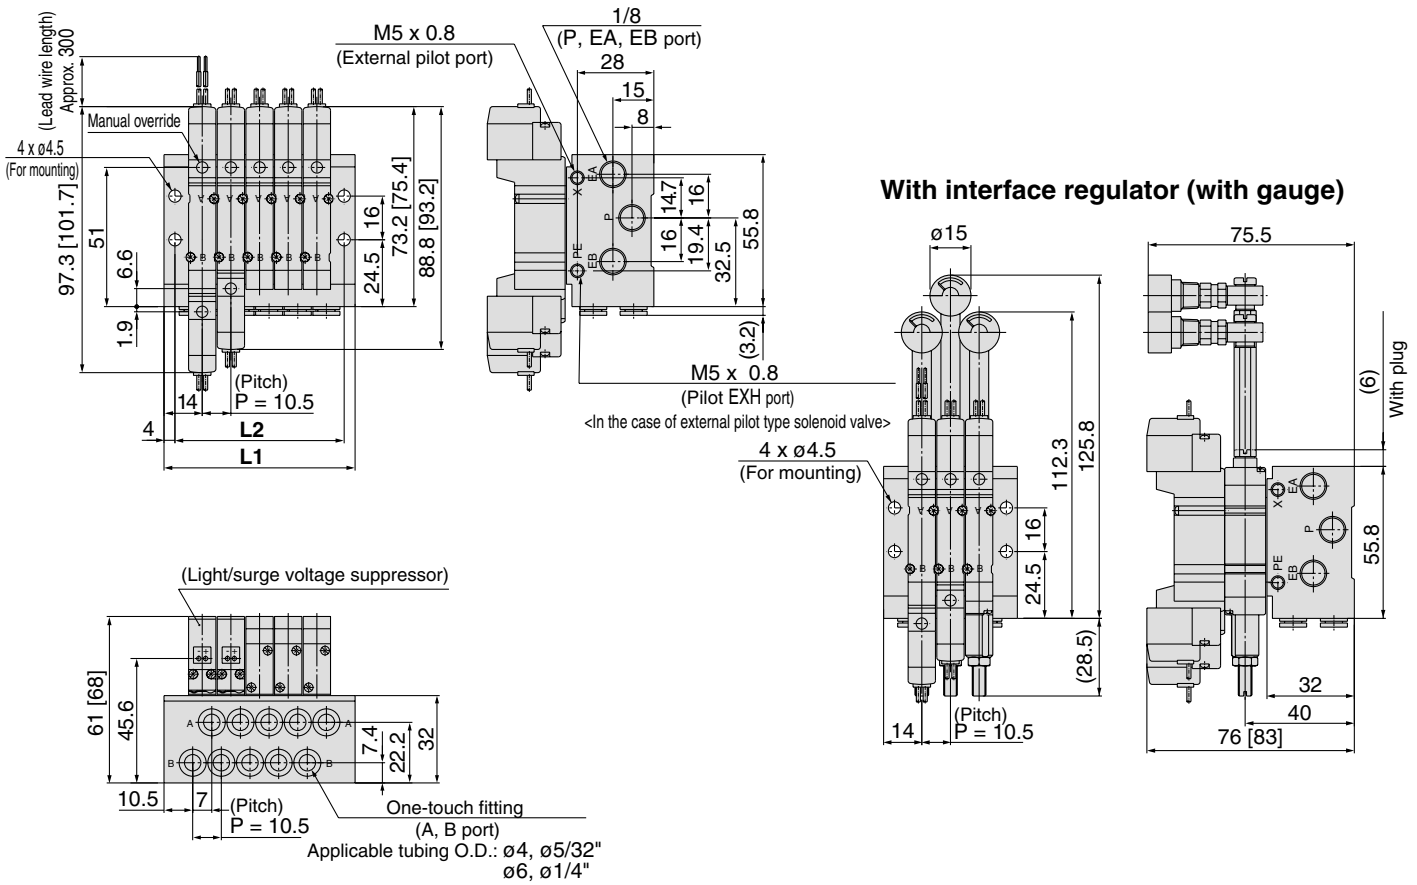 (Lead wire length)
Approx. 300
M5 x 0.8
(External pilot port)
1/8
(P, EA, EB port)
28
15
8
Manual override
4 x ø4.5
(For mounting)
97.3 [101.7]
51
6.6
1.9
A A A A A
B B B B B
16
24.5
73.2 [75.4]
88.8 [93.2]
14
(Pitch)
P = 10.5
4
L2
L1
X
EA
P
PE
EB
14.7
16
16
19.4
32.5
55.8
(3.2)
M5 x 0.8
(Pilot EXH port)
<In the case of external pilot type solenoid valve>
With interface regulator (with gauge)
ø15
75.5
4 x ø4.5
(For mounting)
A A A
B B B
16
24.5
112.3
125.8
(28.5)
14
(Pitch)
P = 10.5
(6)
With plug
X
EA
P
PE
EB
55.8
32
40
76 [83]
(Light/surge voltage suppressor)
61 [68]
45.6
A
A
B
B
7.4
22.2
32
10.5
7
(Pitch)
P = 10.5
One-touch fitting
(A, B port)
Applicable tubing O.D.: ø4, ø5/32"
ø6, ø1/4"